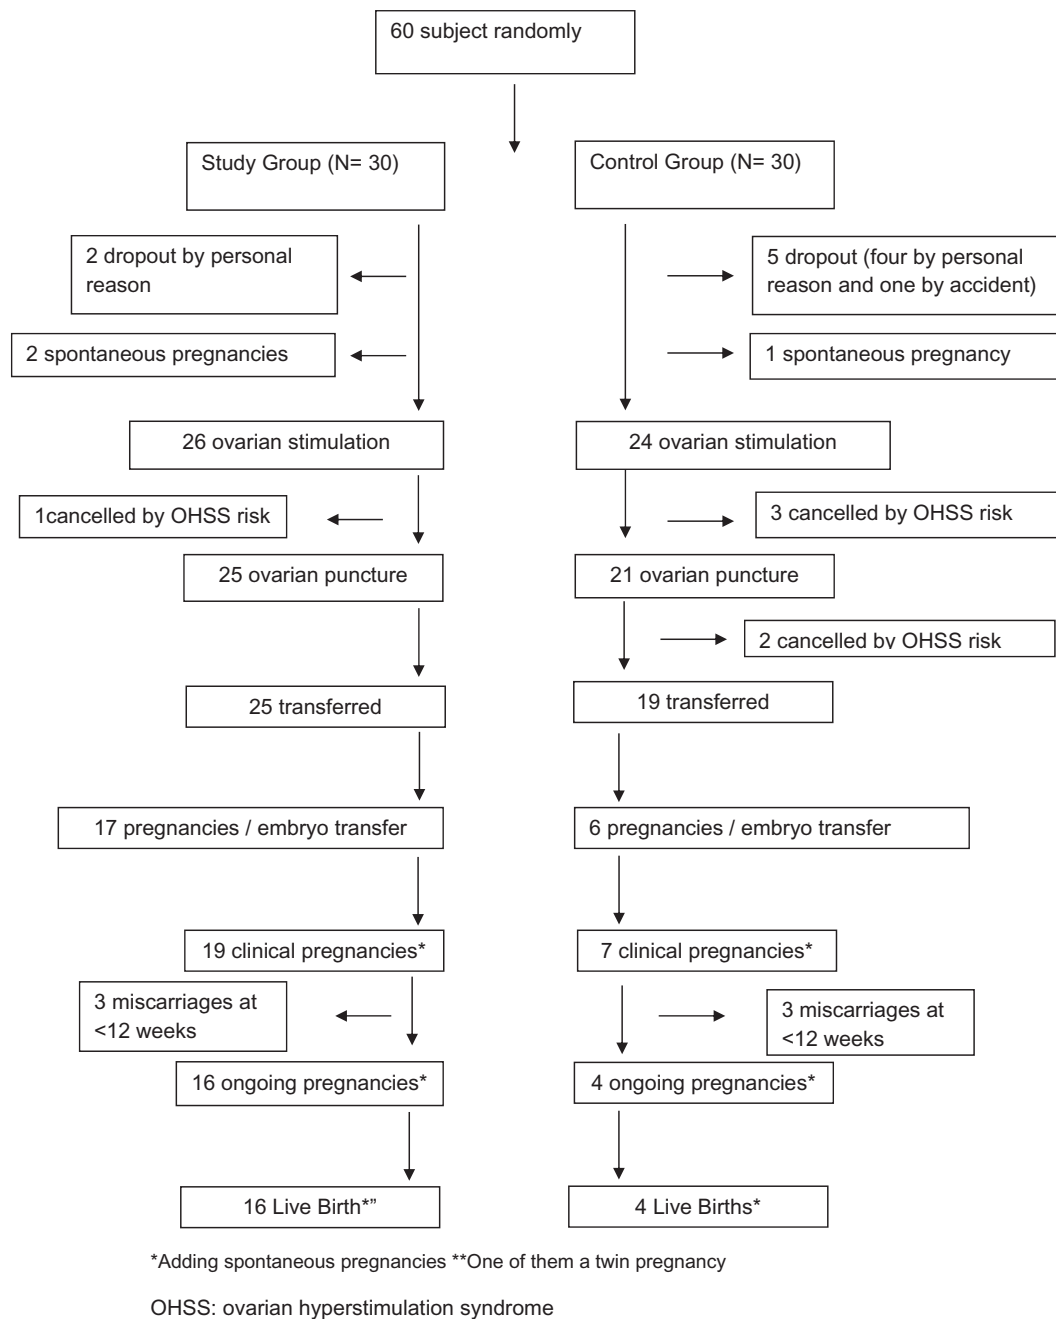 60 subject randomly
Study Group (N= 30)
Control Group (N= 30)
2 dropout by personal
reason
5 dropout (four by personal
reason and one by accident)
2 spontaneous pregnancies
1 spontaneous pregnancy
26 ovarian stimulation
24 ovarian stimulation
1cancelled by OHSS risk
3 cancelled by OHSS risk
25 ovarian puncture
21 ovarian puncture
2 cancelled by OHSS risk
25 transferred
19 transferred
17 pregnancies / embryo transfer
6 pregnancies / embryo transfer
19 clinical pregnancies*
7 clinical pregnancies*
3 miscarriages at
<12 weeks
3 miscarriages at
<12 weeks
16 ongoing pregnancies*
4 ongoing pregnancies*
16 Live Birth*”
4 Live Births*
*Adding spontaneous pregnancies **One of them a twin pregnancy
OHSS: ovarian hyperstimulation syndrome